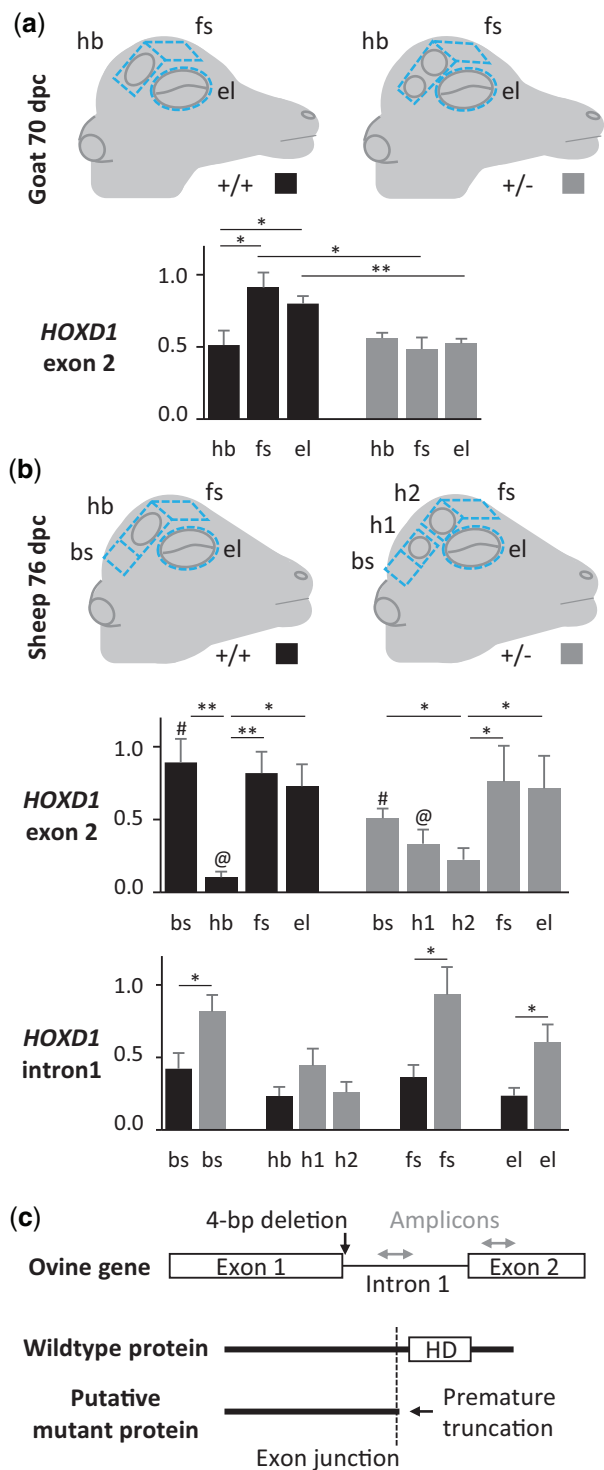 (a)
hb fs
el
+/+
hb fs
el
+/-
Goat 70 dpc
* * * **
HOXD1
exon 2
1.0
0.5
0.0
hb fs el hb fs el
(b)
hb fs
bs el
+/+
h2 fs
h1
bs el
+/-
Sheep 76 dpc
** * * *
# ** # @ *
@
HOXD1
exon 2
1.0
0.5
0.0
bs hb fs el bs h1 h2 fs el
* * *
HOXD1
intron1
1.0
0.5
0.0
bs bs hb h1 h2 fs fs el el
(c)
4-bp deletion Amplicons
Ovine gene Exon 1 Exon 2
Intron 1
Wildtype protein HD
Putative
mutant protein
Premature
truncation
Exon junction